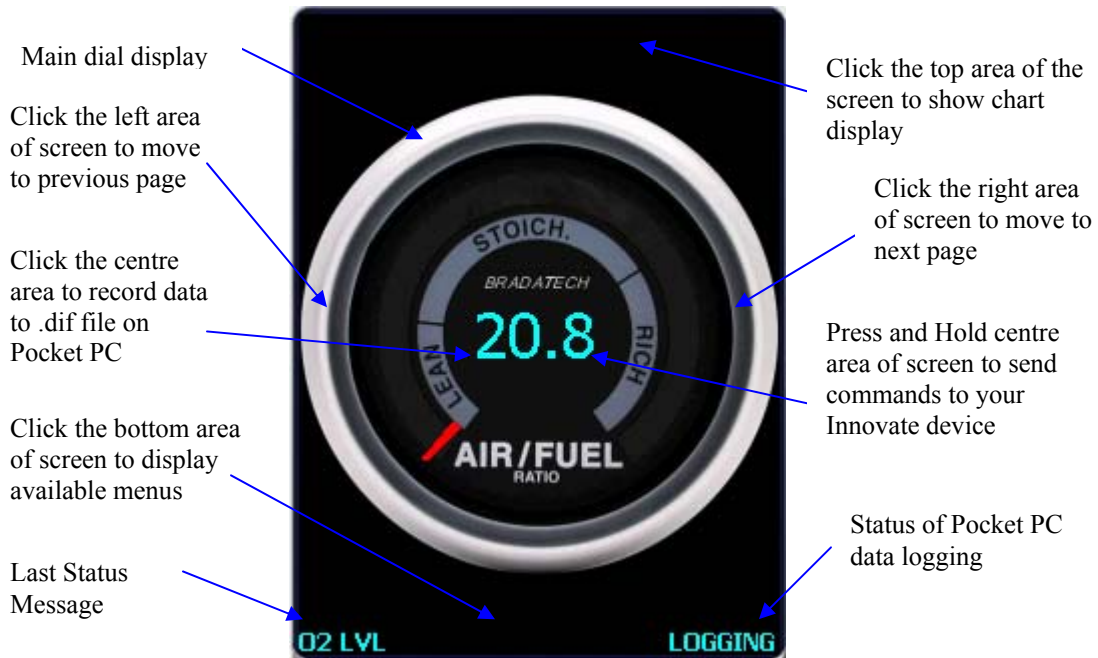 Main dial display
Click the left area
of screen to move
to previous page
Click the centre
area to record data
to .dif file on
Pocket PC
Click the bottom area
of screen to display
available menus
Last Status
Message
STOICH.
BRADATECH
20.8
LEAN
RICH
AIR/FUEL
RATIO
O2 LVL
LOGGING
Click the top area of the
screen to show chart
display
Click the right area
of screen to move to
next page
Press and Hold centre
area of screen to send
commands to your
Innovate device
Status of Pocket PC
data logging